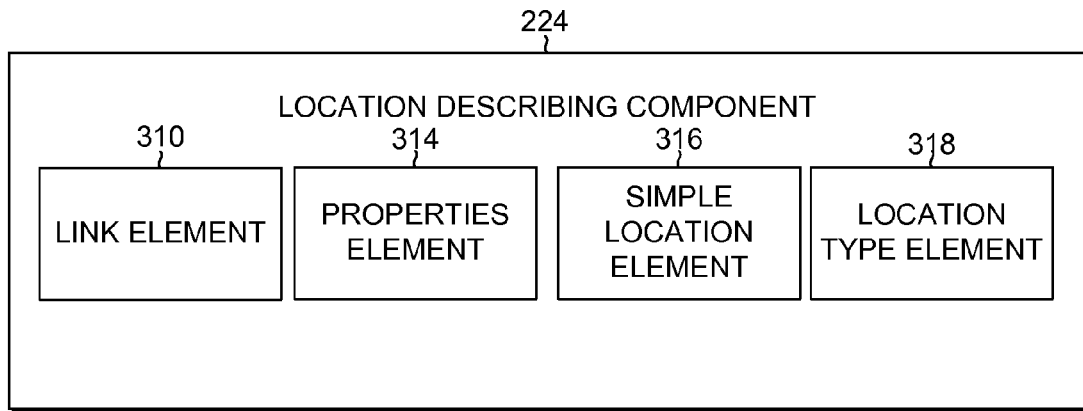 224
LOCATION DESCRIBING COMPONENT
310 314 316 318
LINK ELEMENT
PROPERTIES
ELEMENT
SIMPLE
LOCATION
ELEMENT
LOCATION
TYPE ELEMENT